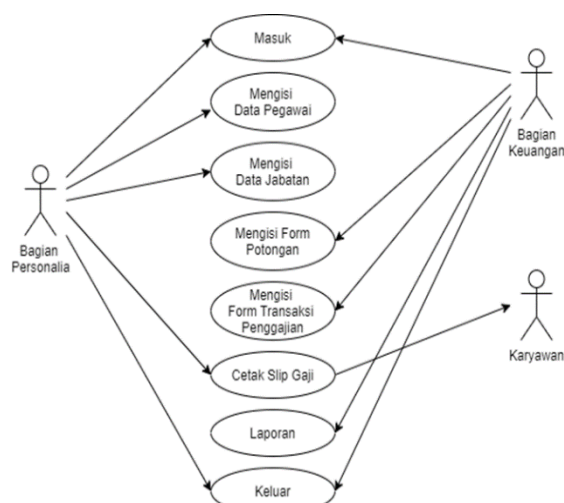 Masuk
Mengisi
Data Pegawai
Bagian
Keuangan
Mengisi
Data Jabatan
Bagian
Personalia
Mengisi Form
Potongan
Mengisi
Form Transaksi
Penggajian
Karyawan
Cetak Slip Gaji
Laporan
Keluar